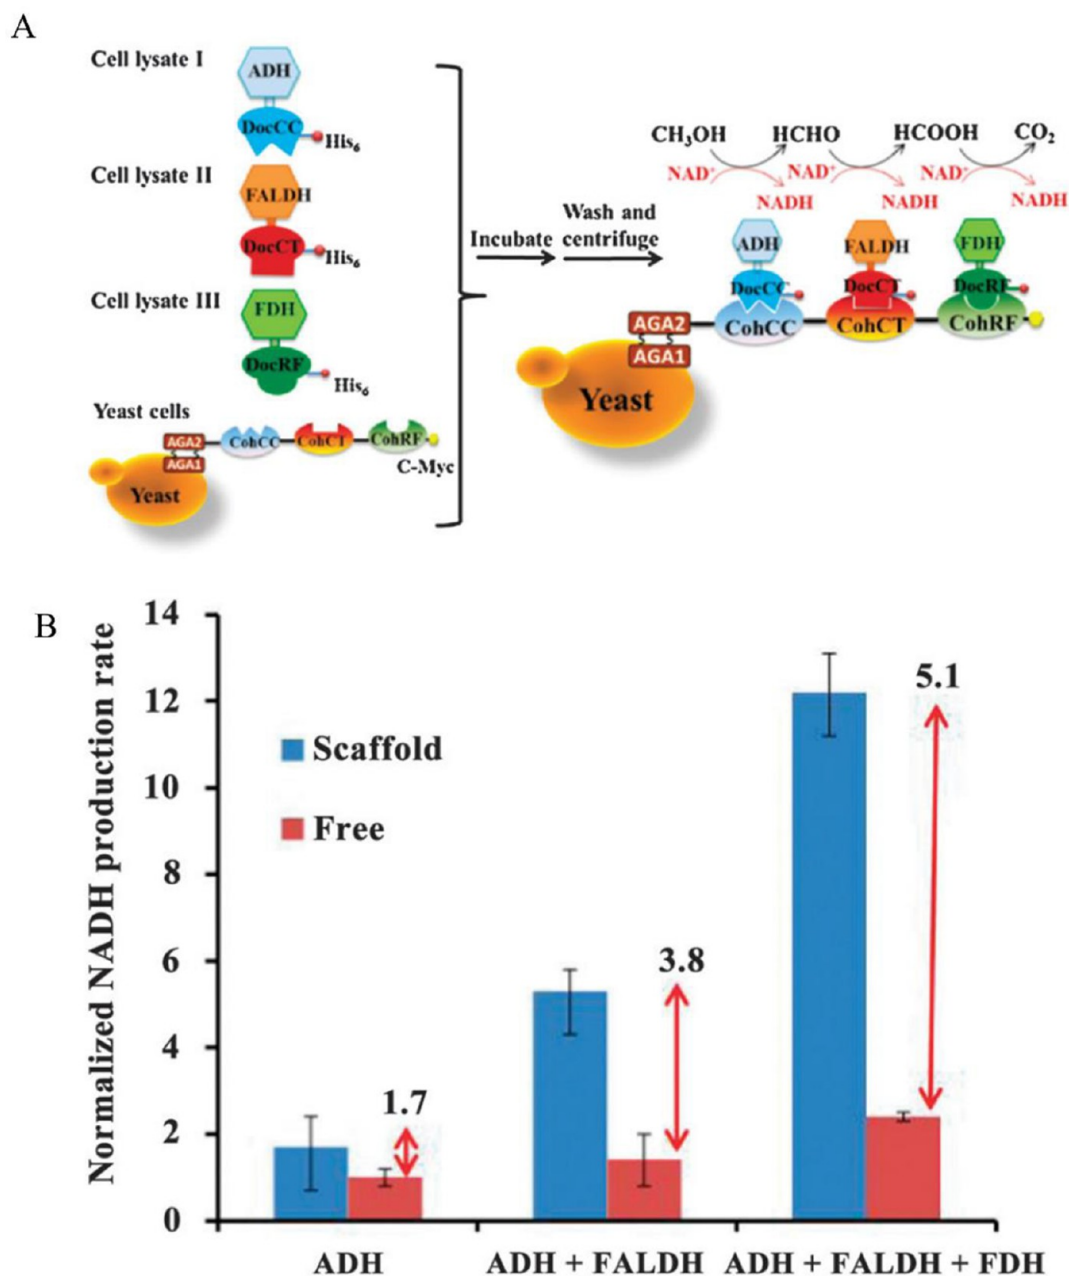 A
Cell lysate I
ADH
DocCC
His6
Cell lysate II
FALDH
DocCT
His6
Cell lysate III
FDH
DocRF
His6
Yeast cells
AGA2
AGA1
CohCC
CohCT
CohRF
C-Myc
Yeast
Incubate
Wash and
centrifuge
CH3OH HCHO HCOOH CO2
NAD+ NAD+ NAD+
NADH NADH NADH
ADH FALDH FDH
DocCC DocCT DocRF
AGA2
AGA1
CohCC CohCT CohRF
Yeast
B
Normalized NADH production rate
14
12
10
8
6
4
2
0
Scaffold
Free
1.7
3.8
5.1
ADH
ADH + FALDH
ADH + FALDH + FDH